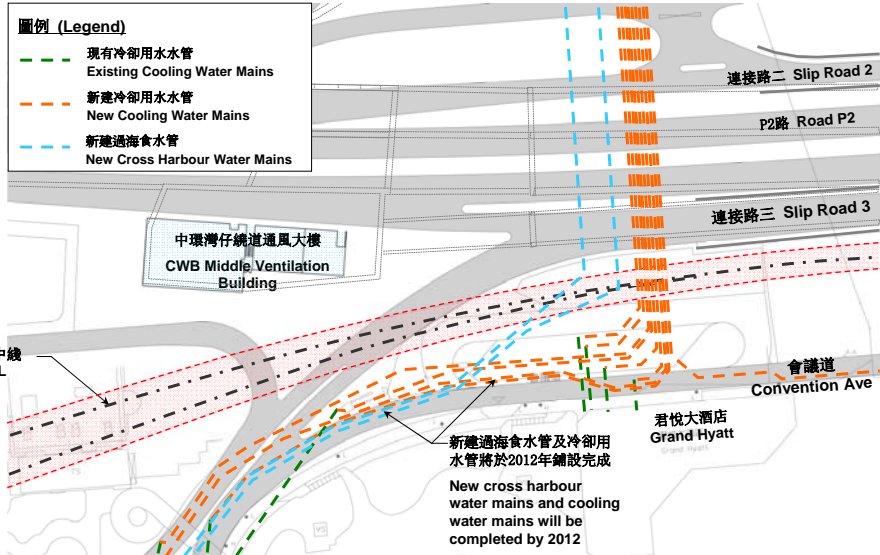 圖例 (Legend)
現有冷卻用水水管
Existing Cooling Water Mains
新建冷卻用水水管
New Cooling Water Mains
新建過海食水管
New Cross Harbour Water Mains
連接路二 Slip Road 2
P2路 Road P2
連接路三 Slip Road 3
中環灣仔繞道通風大樓
CWB Middle Ventilation
Building
中綫
L
會議道
Convention Ave
君悅大酒店
Grand Hyatt
Grand Hyatt
新建過海食水管及冷卻用
水管將於2012年鋪設完成
New cross harbour
water mains and cooling
water mains will be
completed by 2012